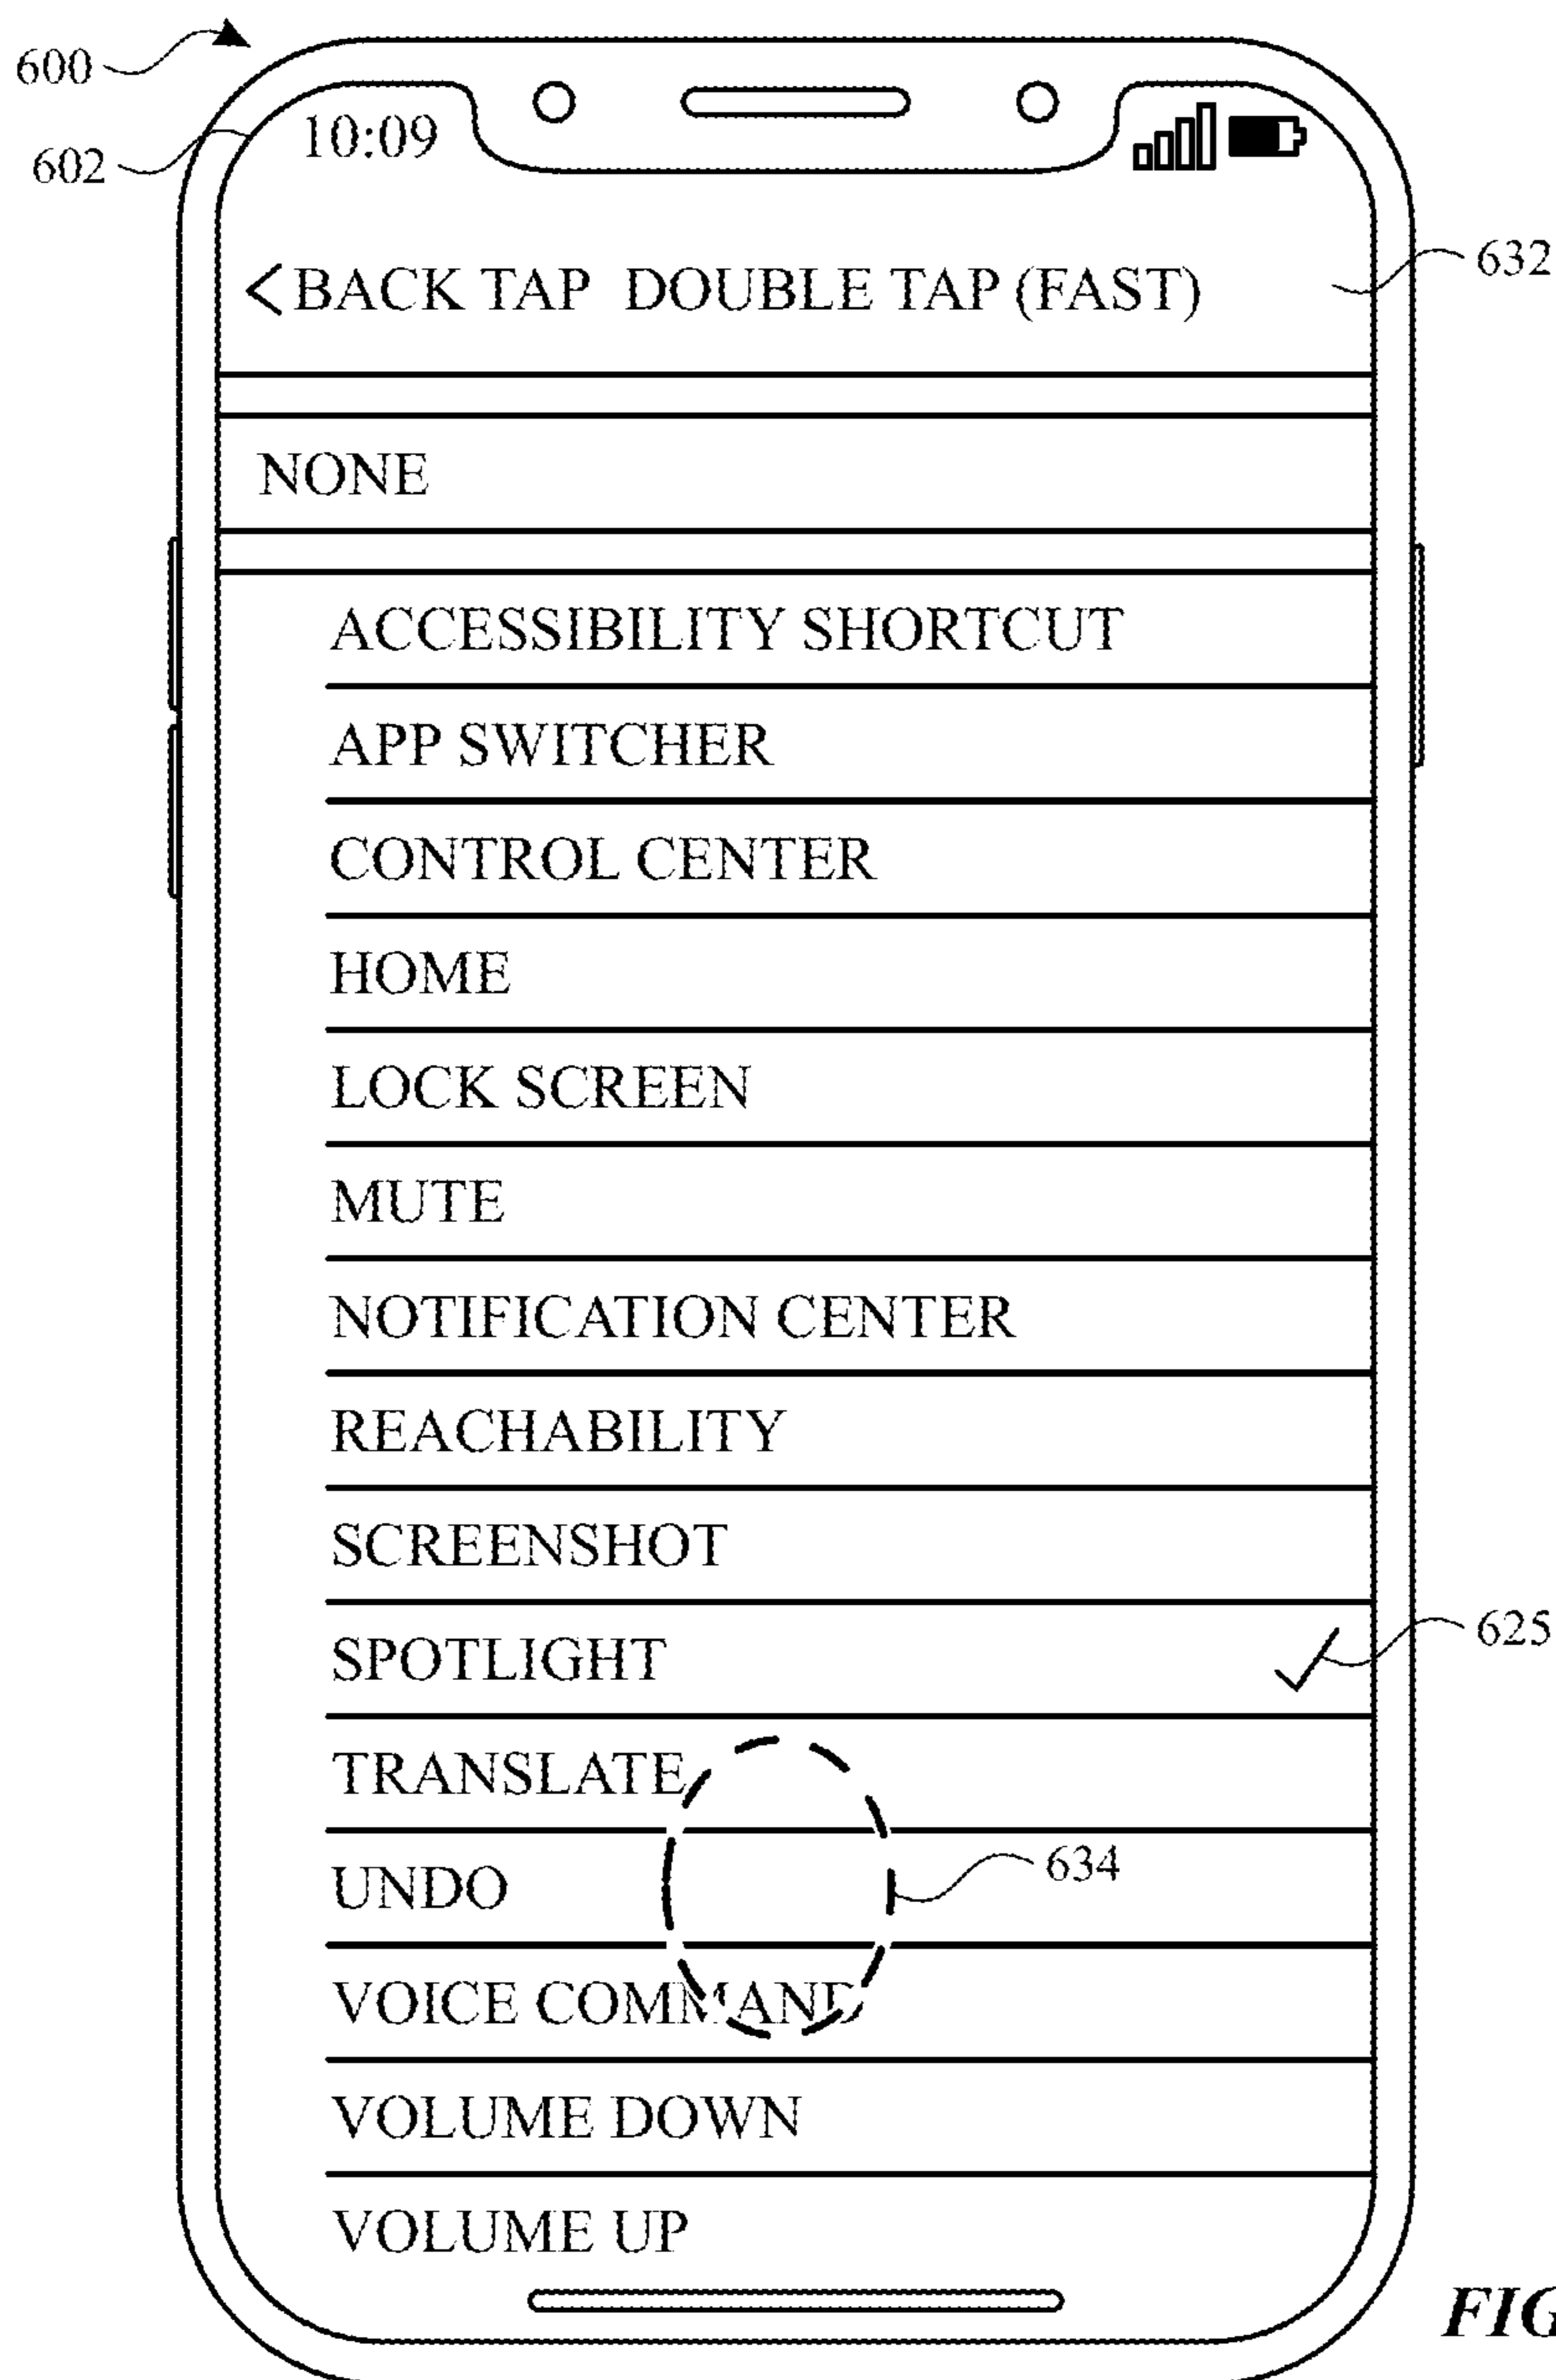 600
602
10:09
632
<BACK TAP DOUBLE TAP (FAST)
NONE
ACCESSIBILITY SHORTCUT
APP SWITCHER
CONTROL CENTER
HOME
LOCK SCREEN
MUTE
NOTIFICATION CENTER
REACHABILITY
SCREENSHOT
SPOTLIGHT
625
TRANSLATE
UNDO
634
VOICE COMMAND
VOLUME DOWN
VOLUME UP
FIG